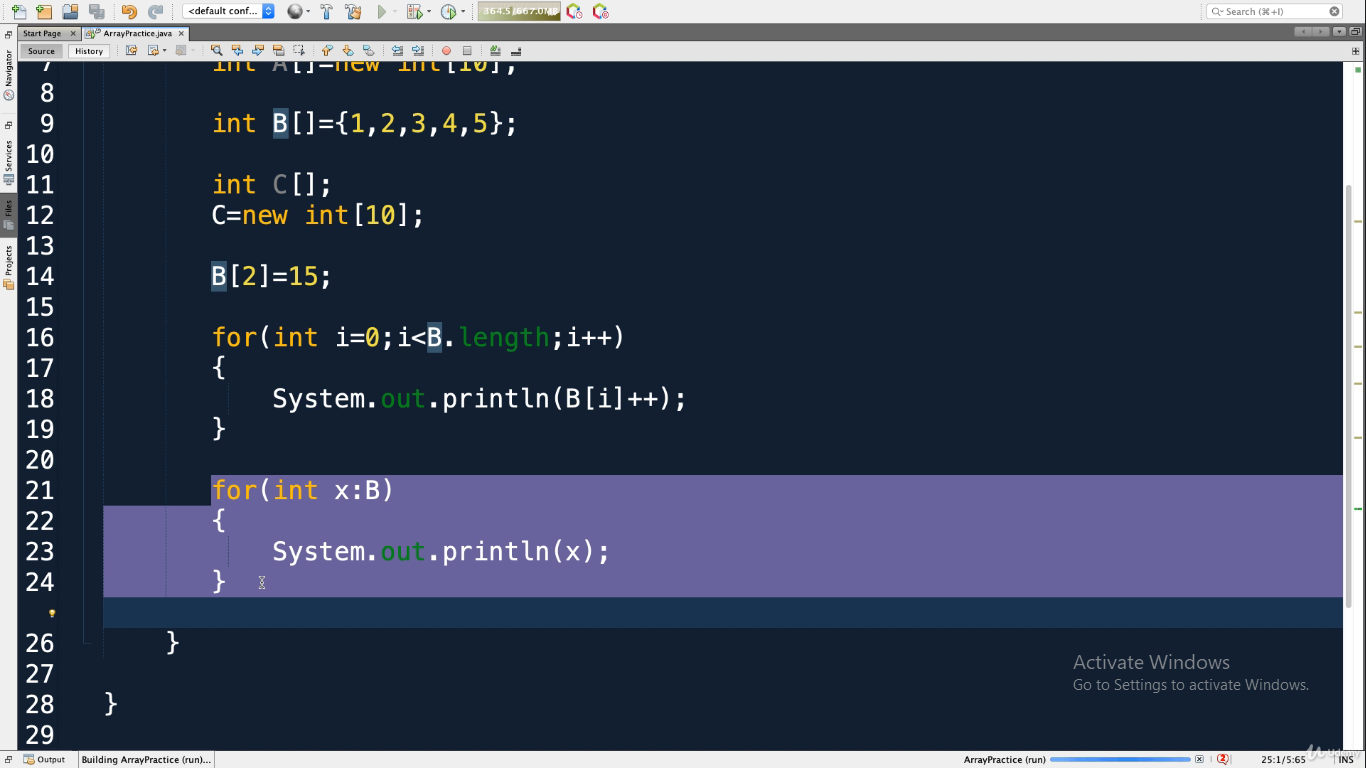 <default conf...
364.5/667.0MB
Search (⌘+I)
Start Page
ArrayPractice.java
Source History
Navigator
Services
Files
Projects
7 int A[]=new int[10];
8
9 int B[]={1,2,3,4,5};
10
11 int C[];
12 C=new int[10];
13
14 B[2]=15;
15
16 for(int i=0;i<B.length;i++)
17 {
18 System.out.println(B[i]++);
19 }
20
21 for(int x:B)
22 {
23 System.out.println(x);
24 }
26 }
27
28 }
29
Activate Windows
Go to Settings to activate Windows.
Output Building ArrayPractice (run)... ArrayPractice (run) 2 25:1/5:65 INS
Udemy